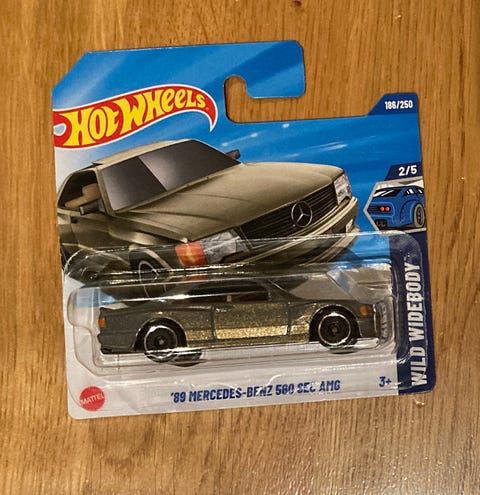 HOT WHEELS
186/250
2/5
WILD WIDEBODY
MATTEL
'89 MERCEDES-BENZ 560 SEC AMG
3+